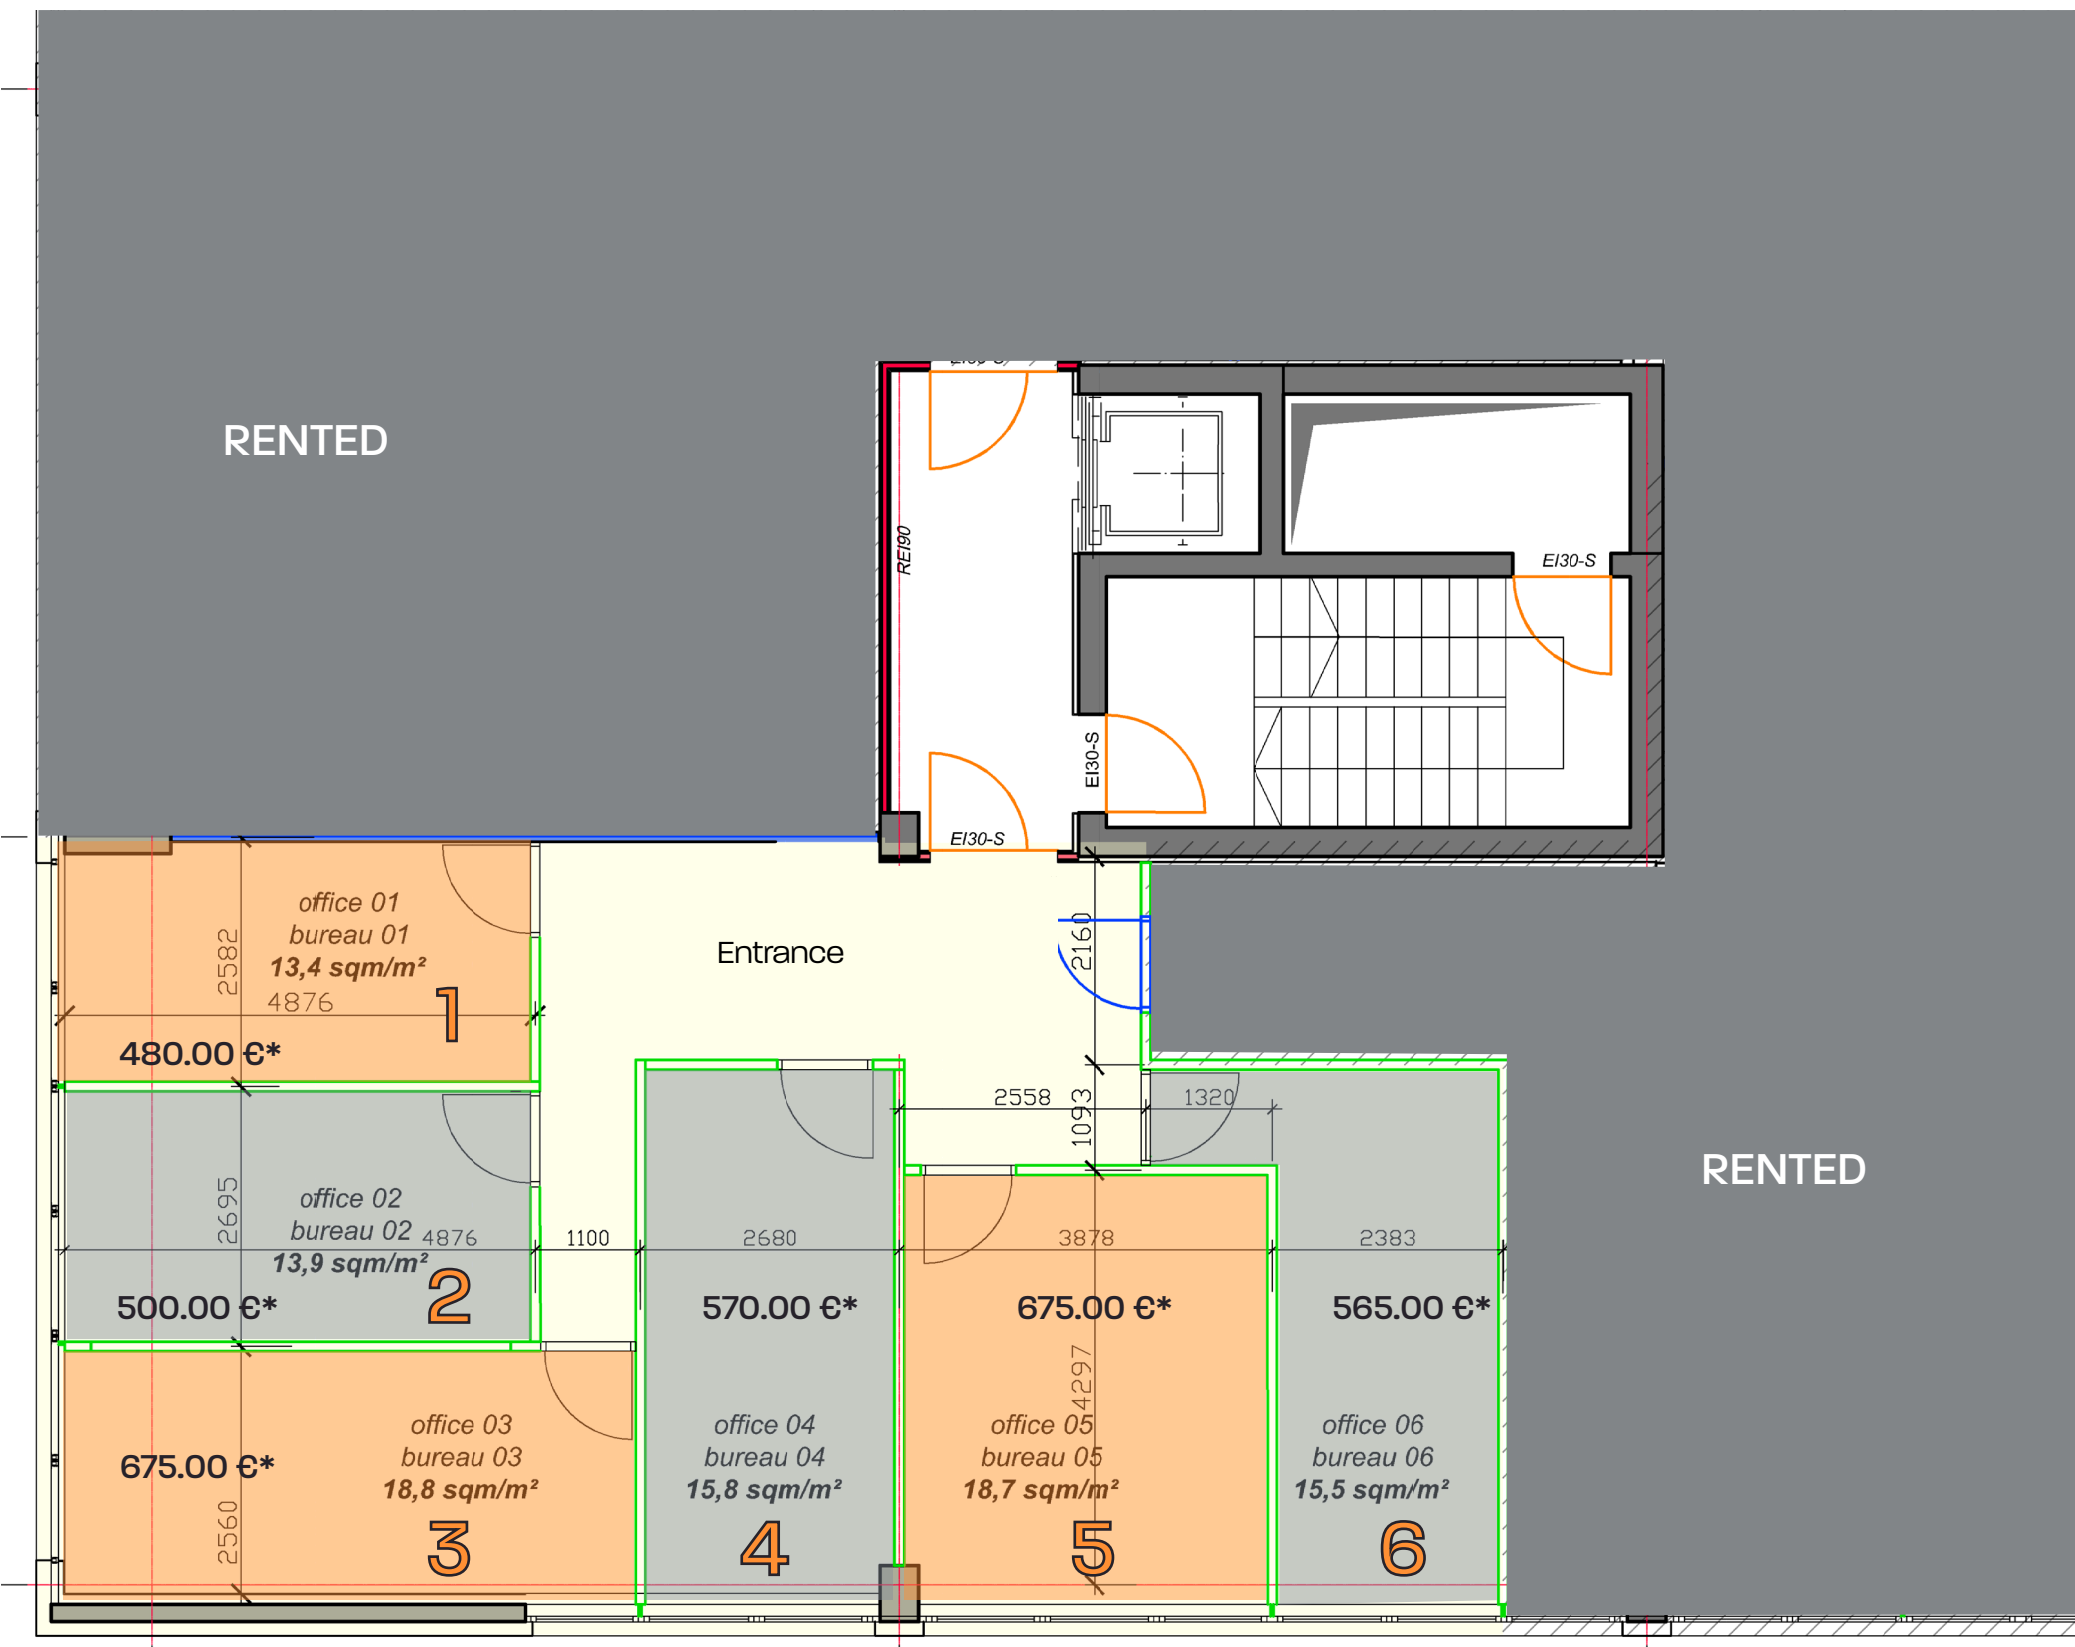 RENTED
REI90
EI30-S
EI30-S
EI30-S
office 01
bureau 01
13,4 sqm/m²
2582
4876
1
480.00 €*
Entrance
2160
office 02
bureau 02
13,9 sqm/m²
2695
4876
2
500.00 €*
1100
2558
1093
1320
2680
3878
2383
570.00 €*
675.00 €*
565.00 €*
RENTED
675.00 €*
2560
office 03
bureau 03
18,8 sqm/m²
3
office 04
bureau 04
15,8 sqm/m²
4
4297
office 05
bureau 05
18,7 sqm/m²
5
office 06
bureau 06
15,5 sqm/m²
6